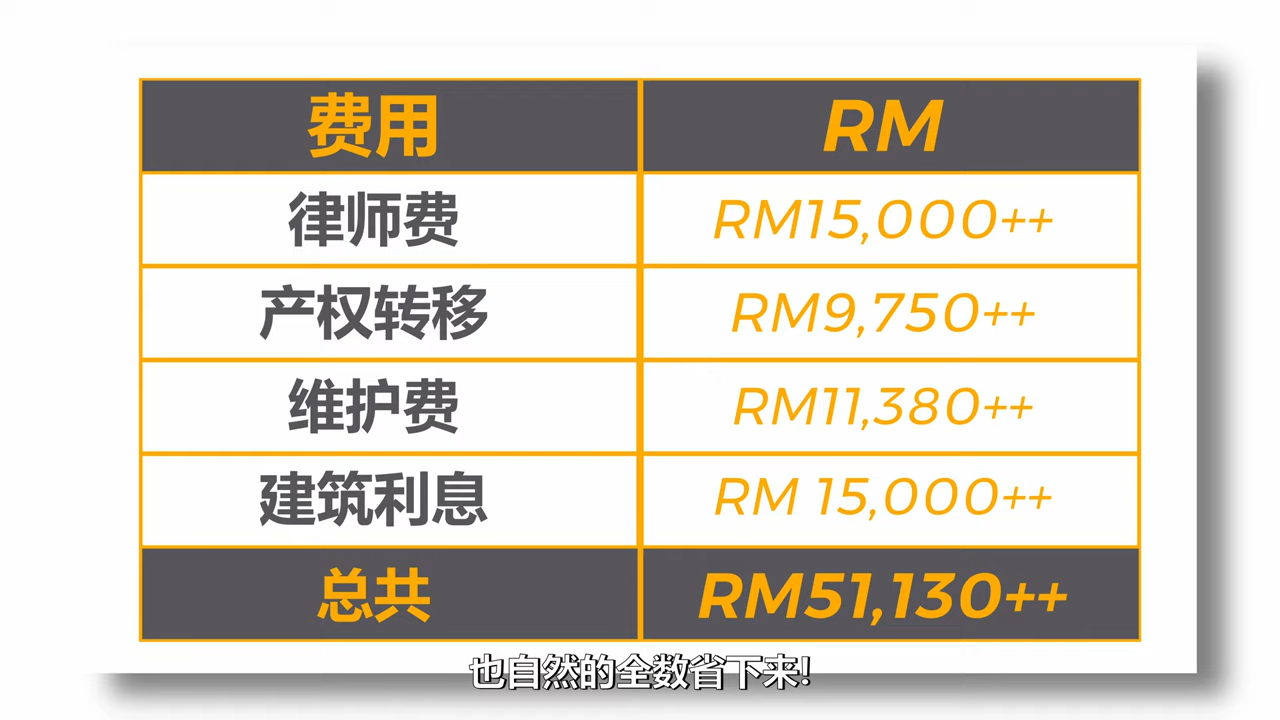 费用 RM
律师费 RM15,000++
产权转移 RM9,750++
维护费 RM11,380++
建筑利息 RM 15,000++
总共 RM51,130++
也自然的全数省下来!